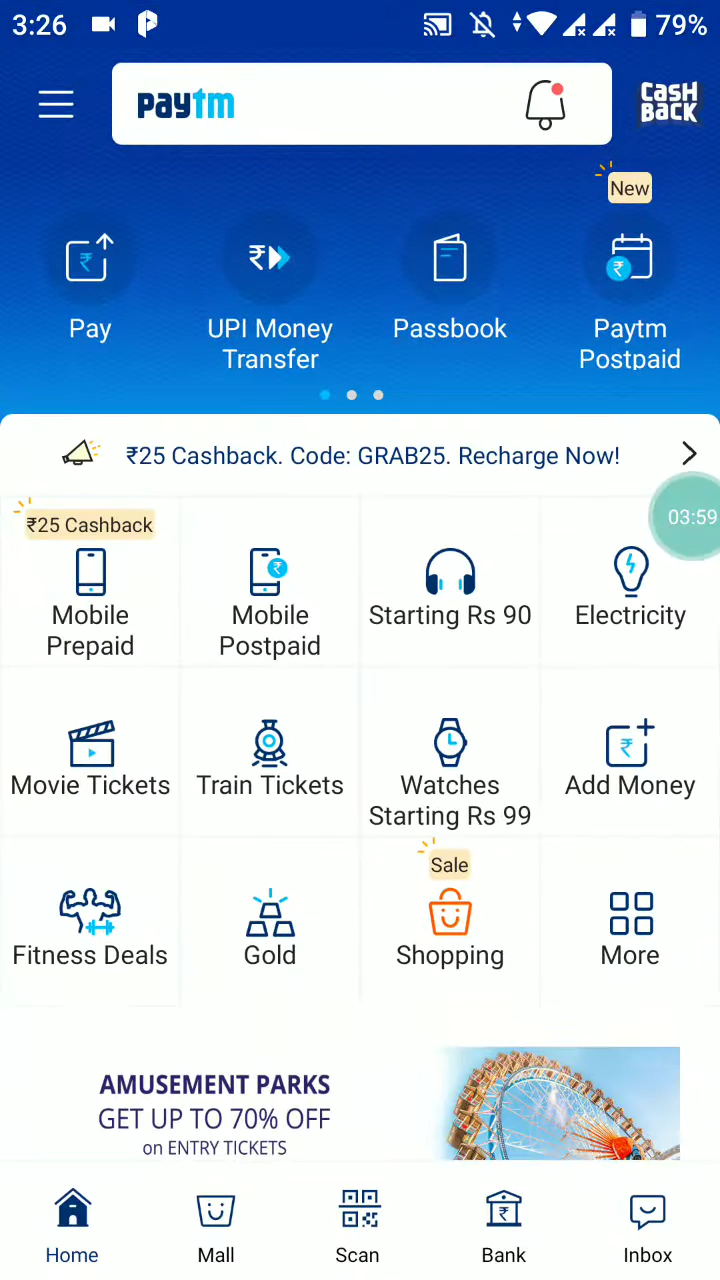 3:26
79%
paytm
CASH
BACK
New
Pay
UPI Money
Transfer
Passbook
Paytm
Postpaid
₹25 Cashback. Code: GRAB25. Recharge Now!
03:59
₹25 Cashback
Mobile
Prepaid
Mobile
Postpaid
Starting Rs 90
Electricity
Movie Tickets
Train Tickets
Watches
Starting Rs 99
Add Money
Sale
Fitness Deals
Gold
Shopping
More
AMUSEMENT PARKS
GET UP TO 70% OFF
on ENTRY TICKETS
Home
Mall
Scan
Bank
Inbox